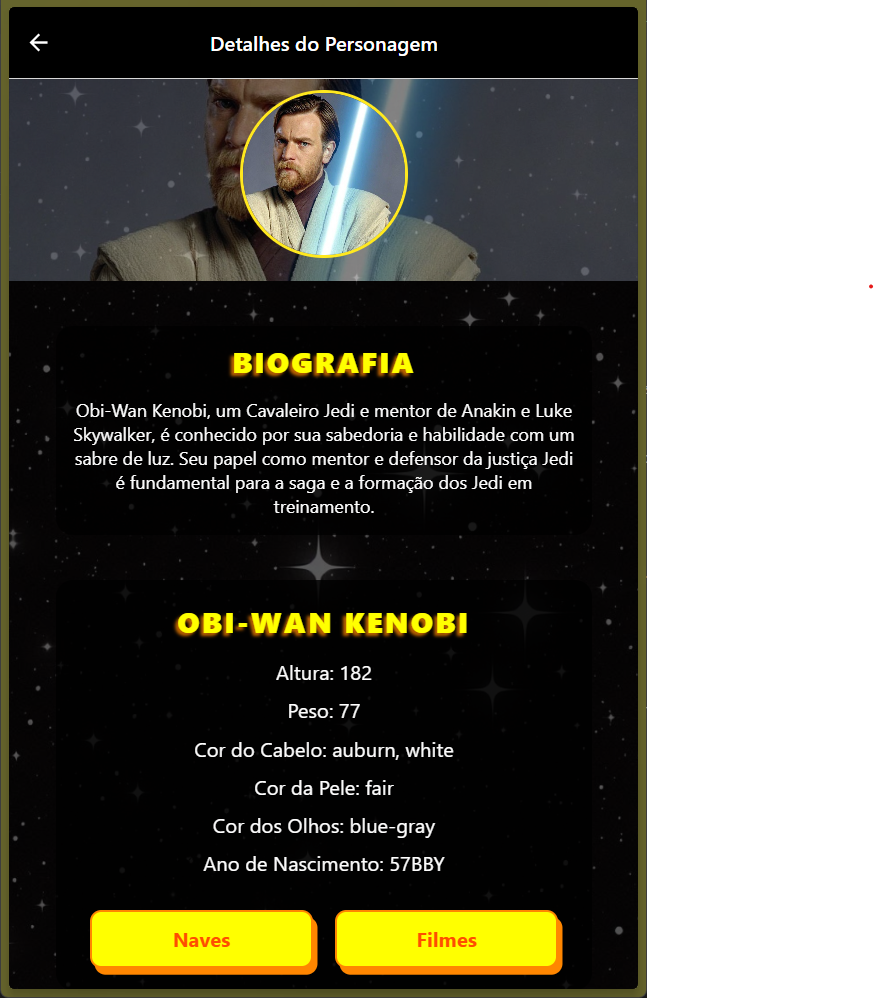 Detalhes do Personagem
BIOGRAFIA
Obi-Wan Kenobi, um Cavaleiro Jedi e mentor de Anakin e Luke
Skywalker, é conhecido por sua sabedoria e habilidade com um
sabre de luz. Seu papel como mentor e defensor da justiça Jedi
é fundamental para a saga e a formação dos Jedi em
treinamento.
OBI-WAN KENOBI
Altura: 182
Peso: 77
Cor do Cabelo: auburn, white
Cor da Pele: fair
Cor dos Olhos: blue-gray
Ano de Nascimento: 57BBY
Naves
Filmes